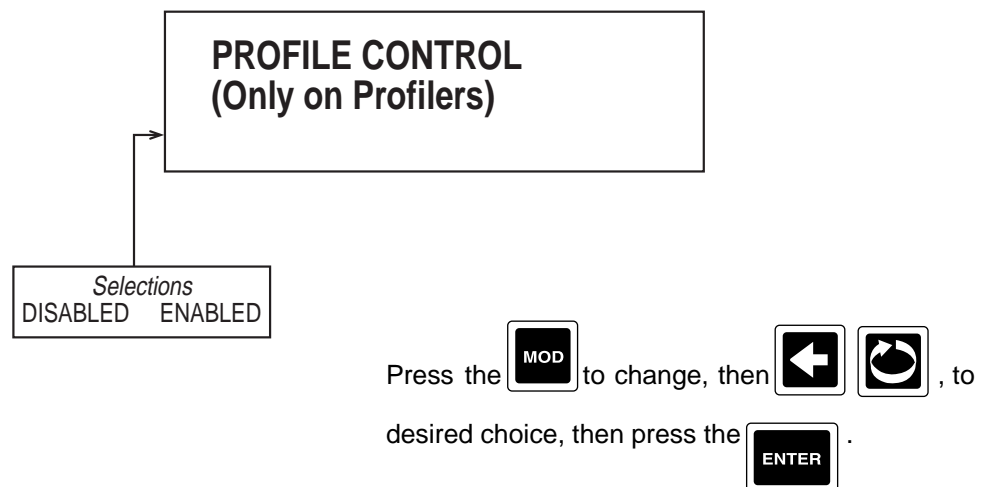 PROFILE CONTROL
(Only on Profilers)
Selections
DISABLED ENABLED
Press the MOD to change, then , to
desired choice, then press the ENTER .